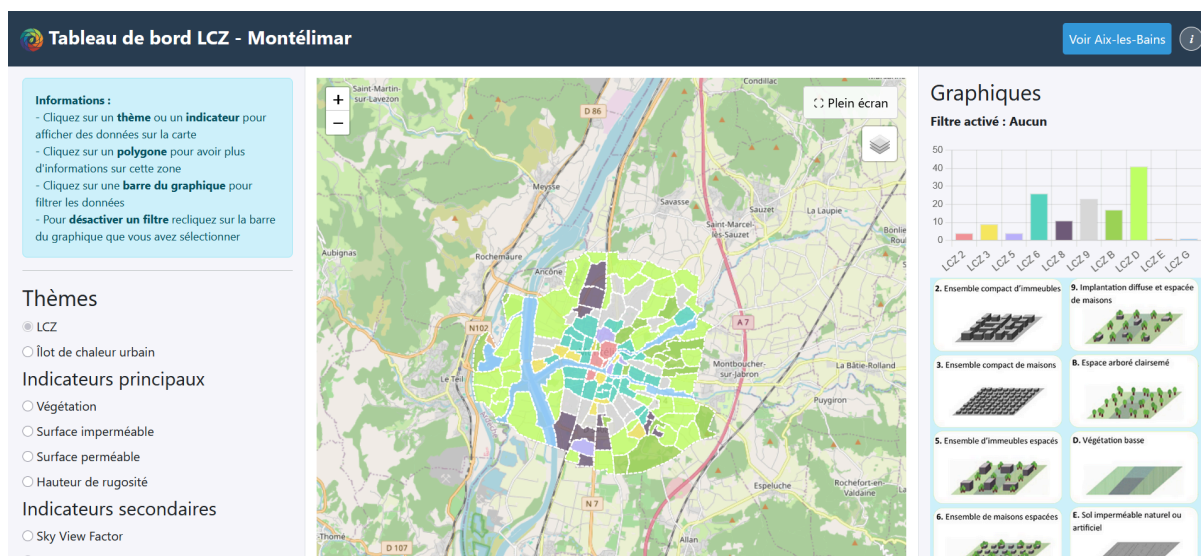 Tableau de bord LCZ - Montélimar
Voir Aix-les-Bains
i
Informations :
- Cliquez sur un thème ou un indicateur pour
afficher des données sur la carte
- Cliquez sur un polygone pour avoir plus
d'informations sur cette zone
- Cliquez sur une barre du graphique pour
filtrer les données
- Pour désactiver un filtre recliquez sur la barre
du graphique que vous avez sélectionner
Thèmes
LCZ
Îlot de chaleur urbain
Indicateurs principaux
Végétation
Surface imperméable
Surface perméable
Hauteur de rugosité
Indicateurs secondaires
Sky View Factor
+
−
Plein écran
Saint-Martin-
sur-Lavezon
Condillac
D 86
Meysse
Savasse
Sauzet
La Laupie
Saint-Marcel-
lès-Sauzet
Aubignas
Rochemaure
Ancône
N102
A 7
Le Teil
Montboucher-
sur-Jabron
La Bâtie-Rolland
Puygiron
Espeluche
Rochefort-en-
Valdaine
N 7
Allan
D 107
Graphiques
Filtre activé : Aucun
50
40
30
20
10
0
LCZ 2
LCZ 3
LCZ 5
LCZ 6
LCZ 8
LCZ 9
LCZ B
LCZ D
LCZ E
LCZ G
2. Ensemble compact d'immeubles
9. Implantation diffuse et espacée
de maisons
3. Ensemble compact de maisons
B. Espace arboré clairsemé
5. Ensemble d'immeubles espacés
D. Végétation basse
6. Ensemble de maisons espacées
E. Sol imperméable naturel ou
artificiel